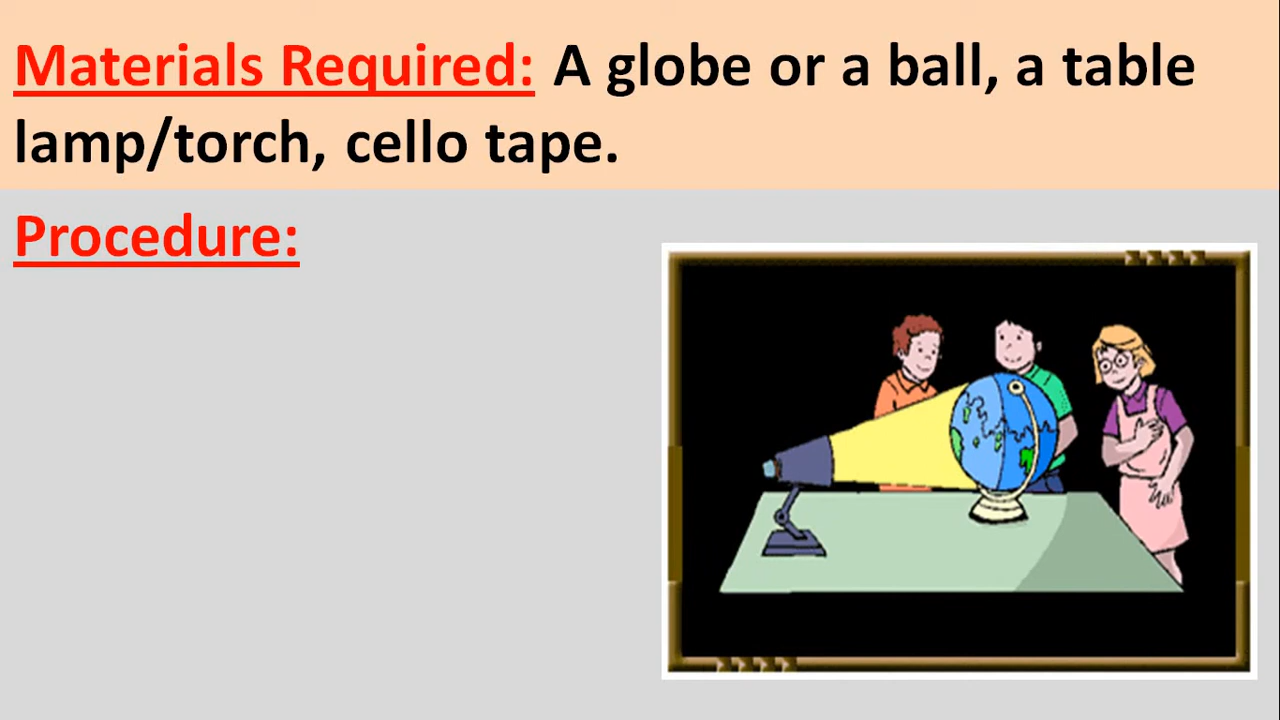 Materials Required: A globe or a ball, a table
lamp/torch, cello tape.
Procedure: